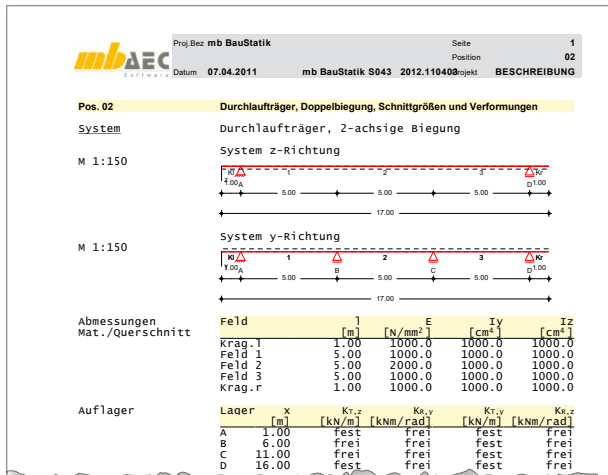 mbAEC
Software
Proj.Bez mb BauStatik Seite 1
Position 02
Datum 07.04.2011 mb BauStatik S043 2012.110403 Projekt BESCHREIBUNG
Pos. 02 Durchlaufträger, Doppelbiegung, Schnittgrößen und Verformungen
System Durchlaufträger, 2-achsige Biegung
System z-Richtung
M 1:150
Kl 1 2 3 Kr
z
1.00 A D 1.00
5.00 5.00 5.00
17.00
System y-Richtung
M 1:150
Kl 1 2 3 Kr
y
1.00 A B C D 1.00
5.00 5.00 5.00
17.00
Abmessungen Feld l E Iy Iz
Mat./Querschnitt [m] [N/mm²] [cm⁴] [cm⁴]
Krag.l 1.00 1000.0 1000.0 1000.0
Feld 1 5.00 1000.0 1000.0 1000.0
Feld 2 5.00 2000.0 1000.0 1000.0
Feld 3 5.00 1000.0 1000.0 1000.0
Krag.r 1.00 1000.0 1000.0 1000.0
Auflager Lager x KT,z KR,y KT,y KR,z
[m] [kN/m] [kNm/rad] [kN/m] [kNm/rad]
A 1.00 fest frei fest frei
B 6.00 fest frei fest frei
C 11.00 fest frei fest frei
D 16.00 fest frei fest frei